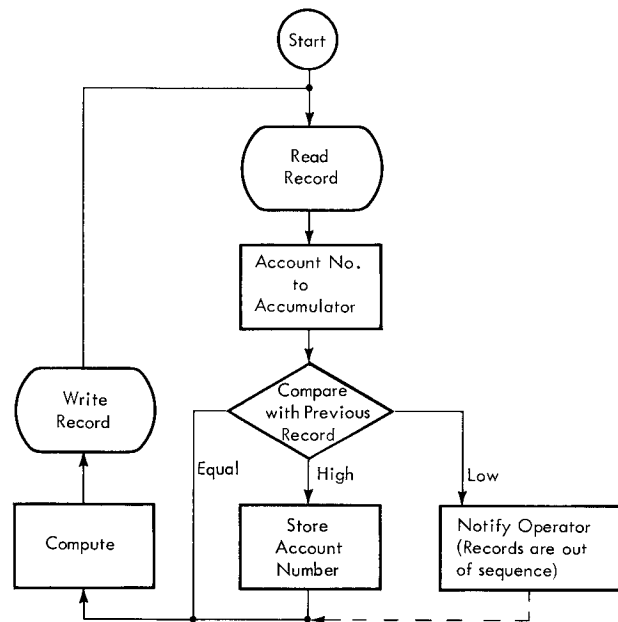 Start
Read
Record
Account No.
to
Accumulator
Compare
with Previous
Record
Write
Record
Equal
High
Low
Compute
Store
Account
Number
Notify Operator
(Records are out
of sequence)